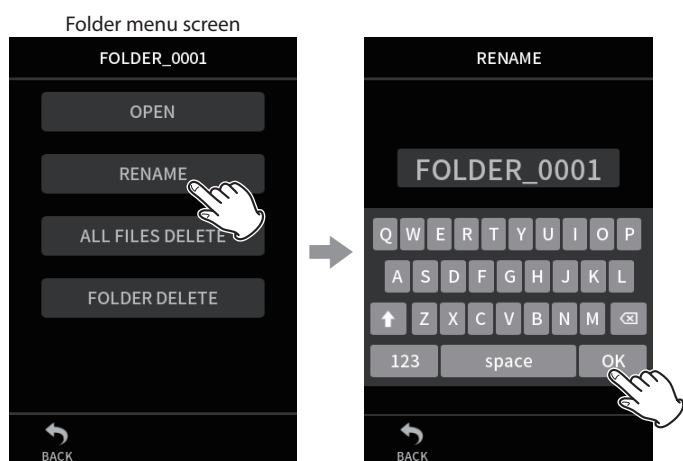 Folder menu screen
FOLDER_0001
OPEN
RENAME
ALL FILES DELETE
FOLDER DELETE
BACK
RENAME
FOLDER_0001
Q W E R T Y U I O P
A S D F G H J K L
Z X C V B N M
123 space OK
BACK